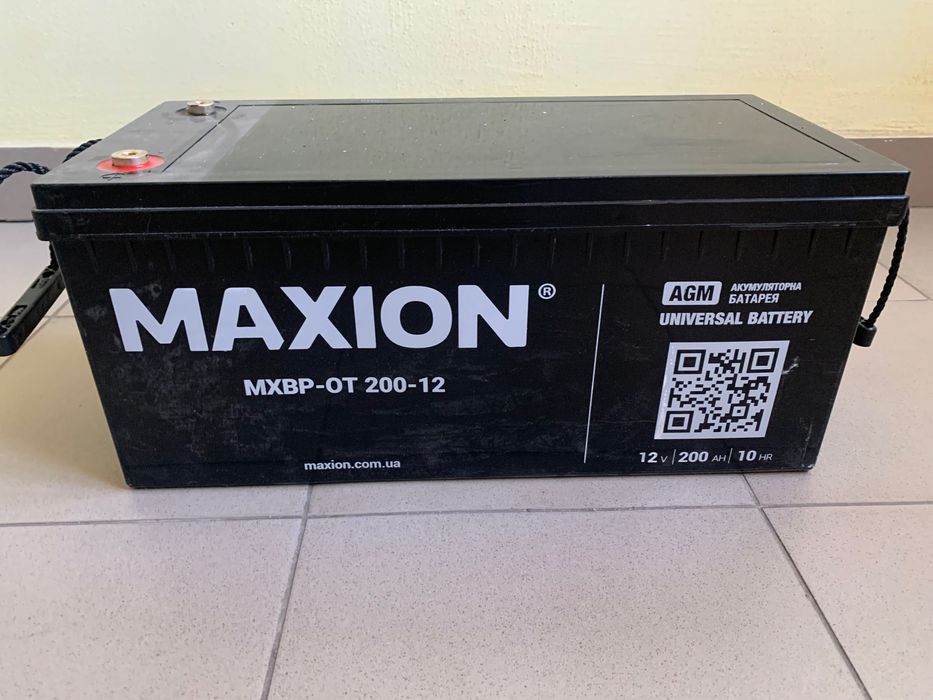 MAXION®
MXBP-OT 200-12
maxion.com.ua
AGM АКУМУЛЯТОРНА
БАТАРЕЯ
UNIVERSAL BATTERY
12 V | 200 AH | 10 HR